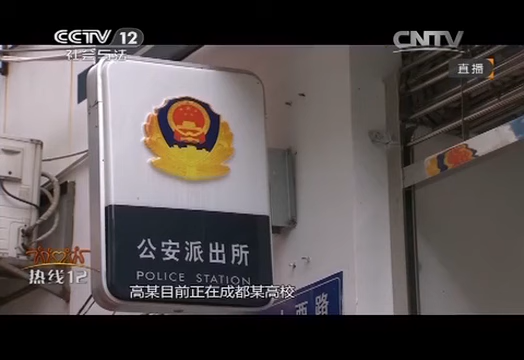 CCTV 12
社会与法
CNTV
直播
公安派出所
POLICE STATION
热线12
高某目前正在成都某高校
西路